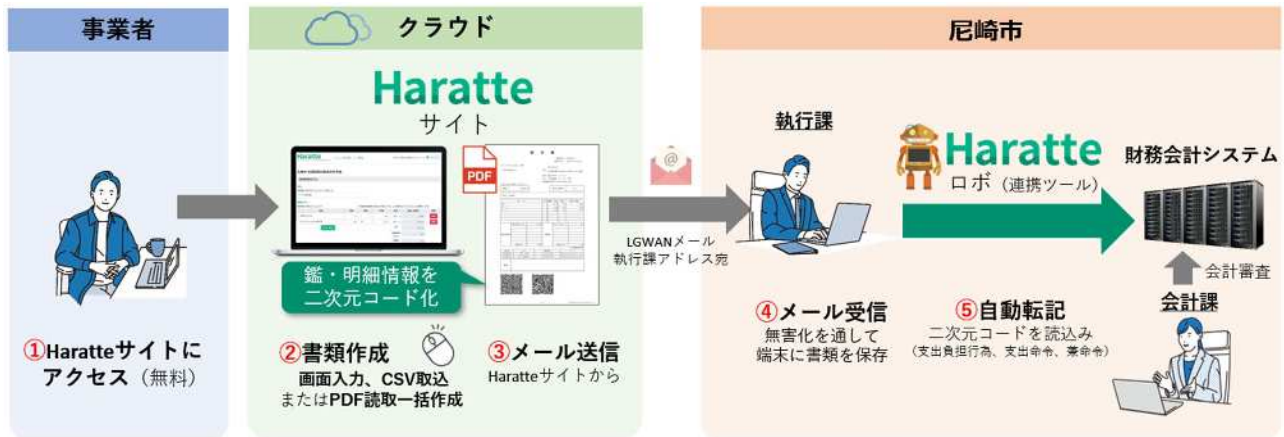 事業者
①Haratteサイトに
アクセス（無料）
クラウド
Haratte
サイト
PDF
鑑・明細情報を
二次元コード化
②書類作成
画面入力、CSV取込
またはPDF読取一括作成
③メール送信
Haratteサイトから
LGWANメール
執行課アドレス宛
尼崎市
執行課
Haratte
ロボ（連携ツール）
財務会計システム
④メール受信
無害化を通して
端末に書類を保存
⑤自動転記
二次元コードを読込み
（支出負担行為、支出命令、兼命令）
会計審査
会計課